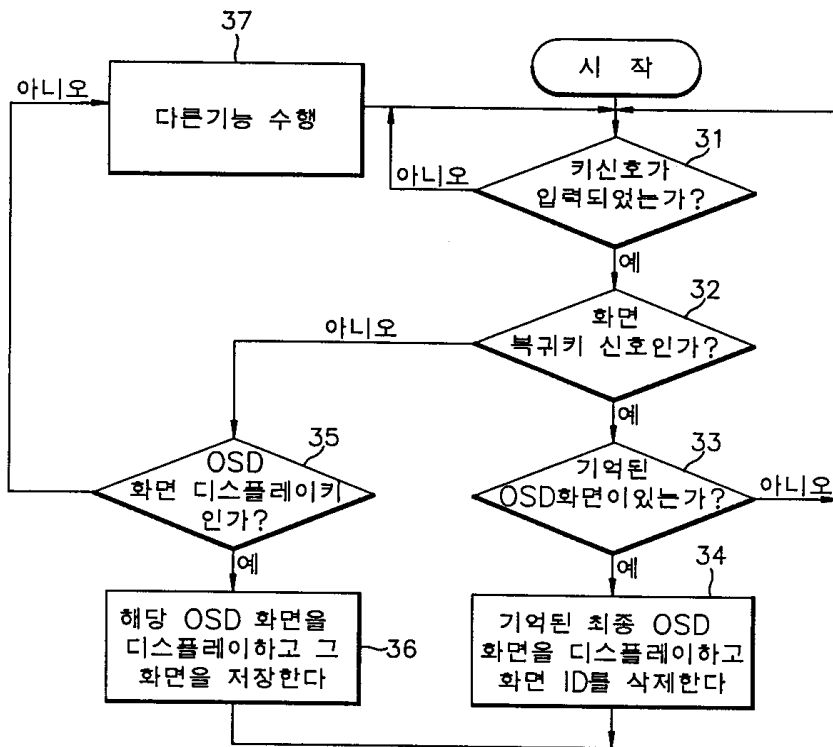 37
아니오
다른기능 수행
시 작
31
키신호가
입력되었는가?
아니오
예
32
화면
복귀키 신호인가?
아니오
예
35
OSD
화면 디스플레이키
인가?
33
기억된
OSD화면이있는가?
아니오
예
예
36
해당 OSD 화면을
디스플레이하고 그
화면을 저장한다
34
기억된 최종 OSD
화면을 디스플레이하고
화면 ID를 삭제한다